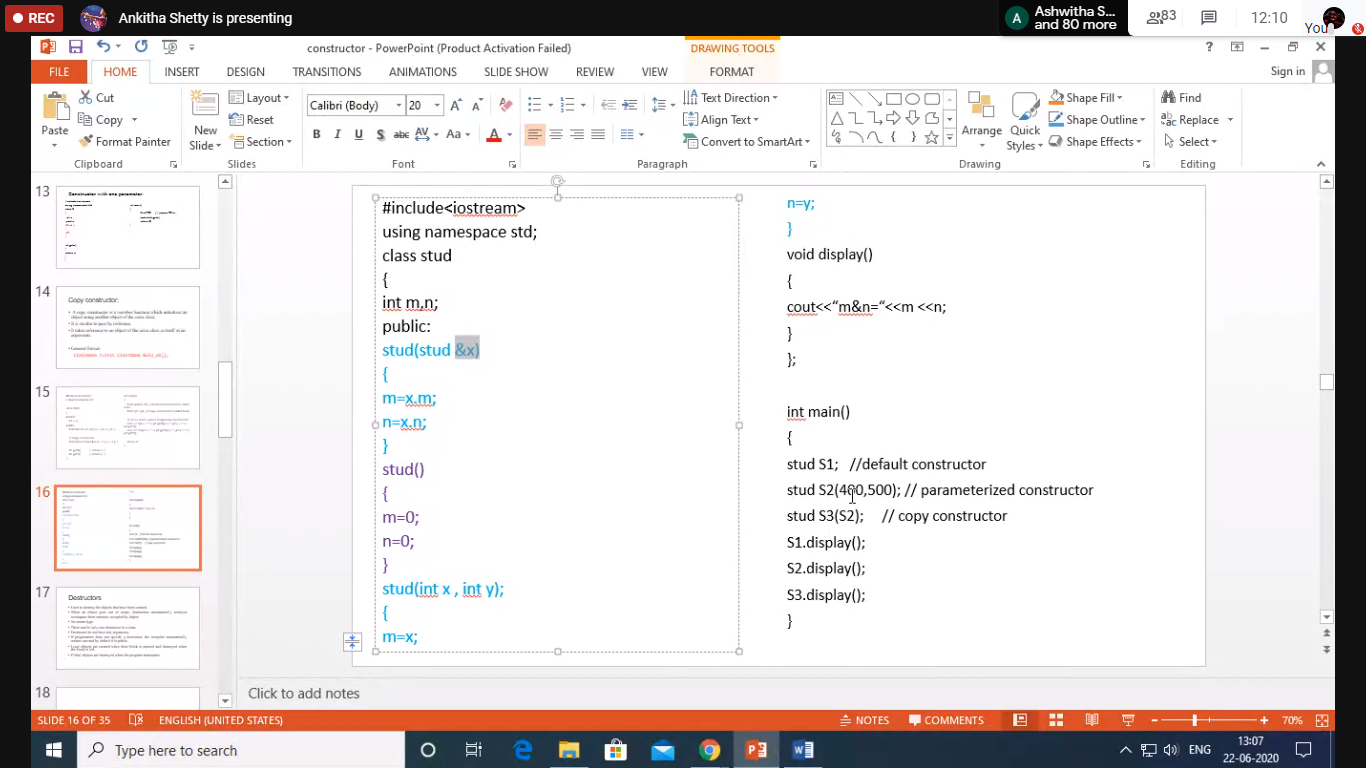 REC
Ankitha Shetty is presenting
A
Ashwitha S...
and 80 more
83
12:10
You
constructor - PowerPoint (Product Activation Failed)
DRAWING TOOLS
?
FILE
HOME
INSERT
DESIGN
TRANSITIONS
ANIMATIONS
SLIDE SHOW
REVIEW
VIEW
FORMAT
Sign in
Paste
Cut
Copy
Format Painter
Clipboard
New
Slide
Layout
Reset
Section
Slides
Calibri (Body)
20
B I U S abc AV Aa A
Font
Text Direction
Align Text
Convert to SmartArt
Paragraph
Arrange
Quick
Styles
Shape Fill
Shape Outline
Shape Effects
Drawing
Find
Replace
Select
Editing
13
Constructor with one parameter
14
Copy constructor:
15
16
17
Destructors
18
#include<iostream>
using namespace std;
class stud
{
int m,n;
public:
stud(stud &x)
{
m=x.m;
n=x.n;
}
stud()
{
m=0;
n=0;
}
stud(int x , int y);
{
m=x;
n=y;
}
void display()
{
cout<<“m&n=“<<m <<n;
}
};
int main()
{
stud S1; //default constructor
stud S2(400,500); // parameterized constructor
stud S3(S2); // copy constructor
S1.display();
S2.display();
S3.display();
}
Click to add notes
SLIDE 16 OF 35
ENGLISH (UNITED STATES)
NOTES
COMMENTS
70%
Type here to search
ENG
13:07
22-06-2020